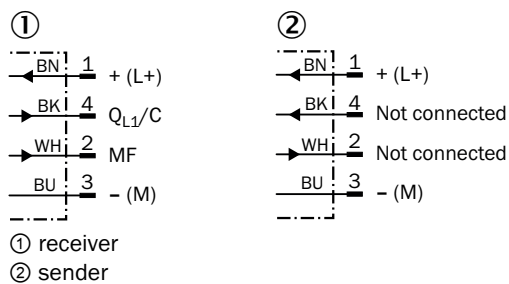 ① ②
BN 1 + (L+) BN 1 + (L+)
BK 4 Q_L1/C BK 4 Not connected
WH 2 MF WH 2 Not connected
BU 3 − (M) BU 3 − (M)
① receiver
② sender